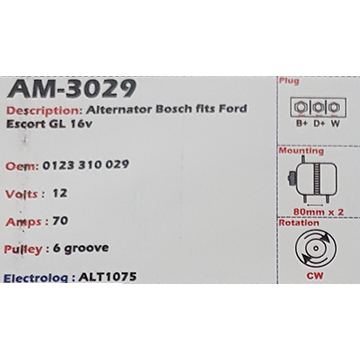 AM-3029
Description: Alternator Bosch fits Ford
Escort GL 16v
Oem: 0123 310 029
Volts : 12
Amps : 70
Pulley : 6 groove
Electrolog : ALT1075
Plug
B+ D+ W
Mounting
80mm x 2
Rotation
CW